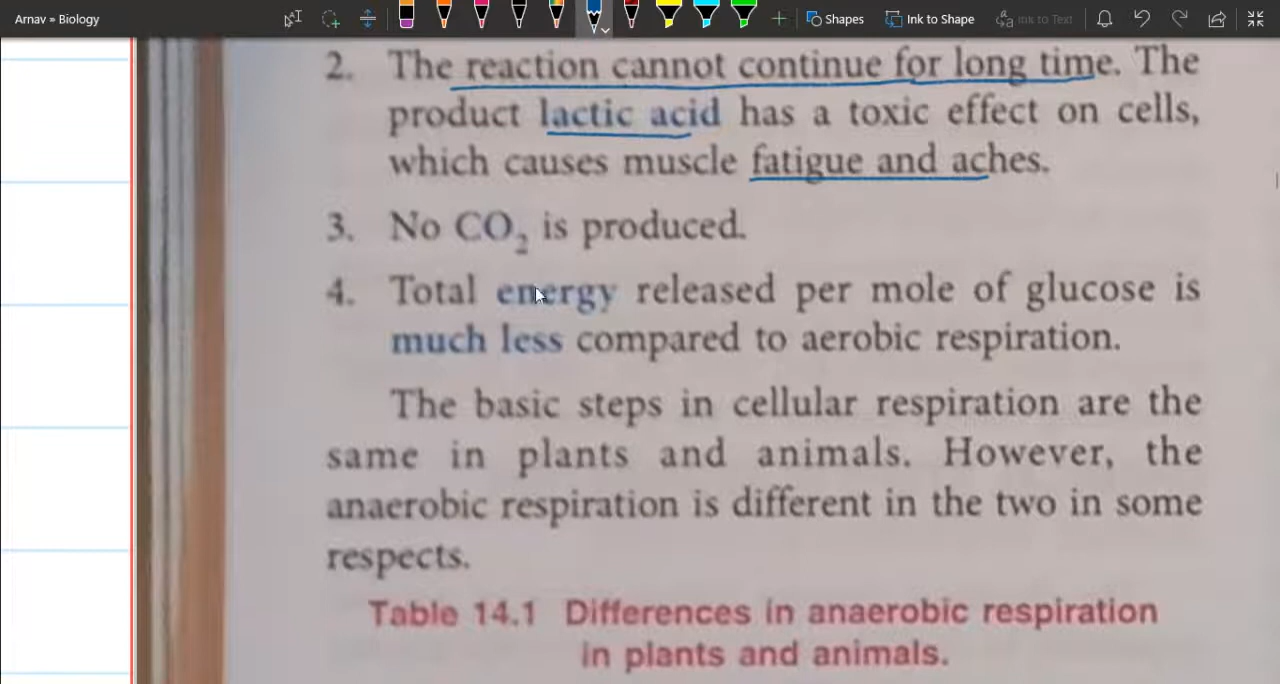 Arnav » Biology
Shapes
Ink to Shape
Ink to Text
2. The reaction cannot continue for long time. The
product lactic acid has a toxic effect on cells,
which causes muscle fatigue and aches.
3. No CO₂ is produced.
4. Total energy released per mole of glucose is
much less compared to aerobic respiration.
The basic steps in cellular respiration are the
same in plants and animals. However, the
anaerobic respiration is different in the two in some
respects.
Table 14.1 Differences in anaerobic respiration
in plants and animals.